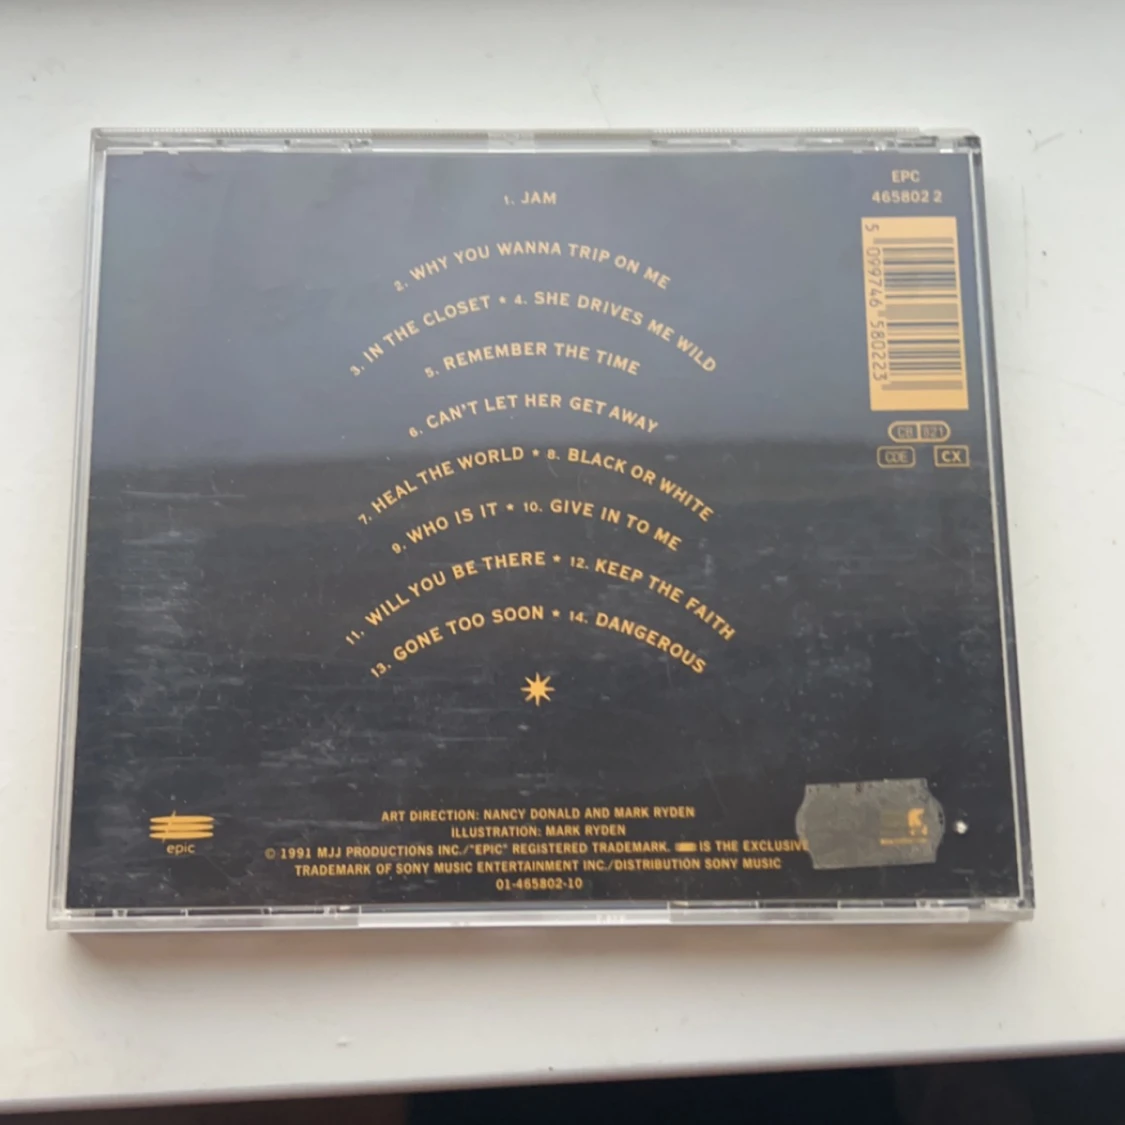 EPC
465802 2
1. JAM
2. WHY YOU WANNA TRIP ON ME
3. IN THE CLOSET * 4. SHE DRIVES ME WILD
5. REMEMBER THE TIME
6. CAN'T LET HER GET AWAY
7. HEAL THE WORLD * 8. BLACK OR WHITE
9. WHO IS IT * 10. GIVE IN TO ME
11. WILL YOU BE THERE * 12. KEEP THE FAITH
13. GONE TOO SOON * 14. DANGEROUS
5 099746 580223
CB 821
CDE CX
epic
ART DIRECTION: NANCY DONALD AND MARK RYDEN
ILLUSTRATION: MARK RYDEN
© 1991 MJJ PRODUCTIONS INC./"EPIC" REGISTERED TRADEMARK. IS THE EXCLUSIVE
TRADEMARK OF SONY MUSIC ENTERTAINMENT INC./DISTRIBUTION SONY MUSIC
01-465802-10